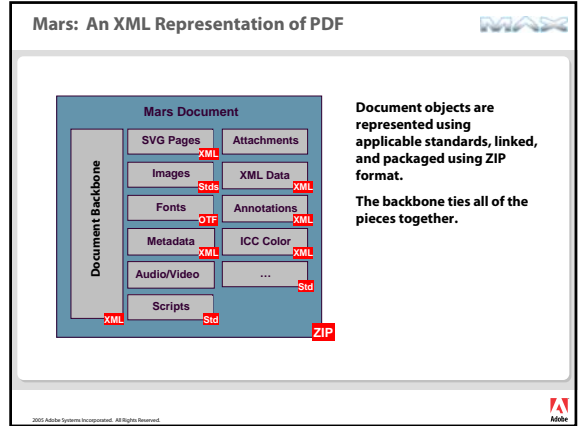 Mars: An XML Representation of PDF
MAX
Mars Document
Document Backbone
XML
SVG Pages
XML
Images
Stds
Fonts
OTF
Metadata
XML
Audio/Video
Scripts
Std
Attachments
XML Data
XML
Annotations
XML
ICC Color
XML
...
Std
ZIP
Document objects are
represented using
applicable standards, linked,
and packaged using ZIP
format.
The backbone ties all of the
pieces together.
2005 Adobe Systems Incorporated. All Rights Reserved.
Adobe